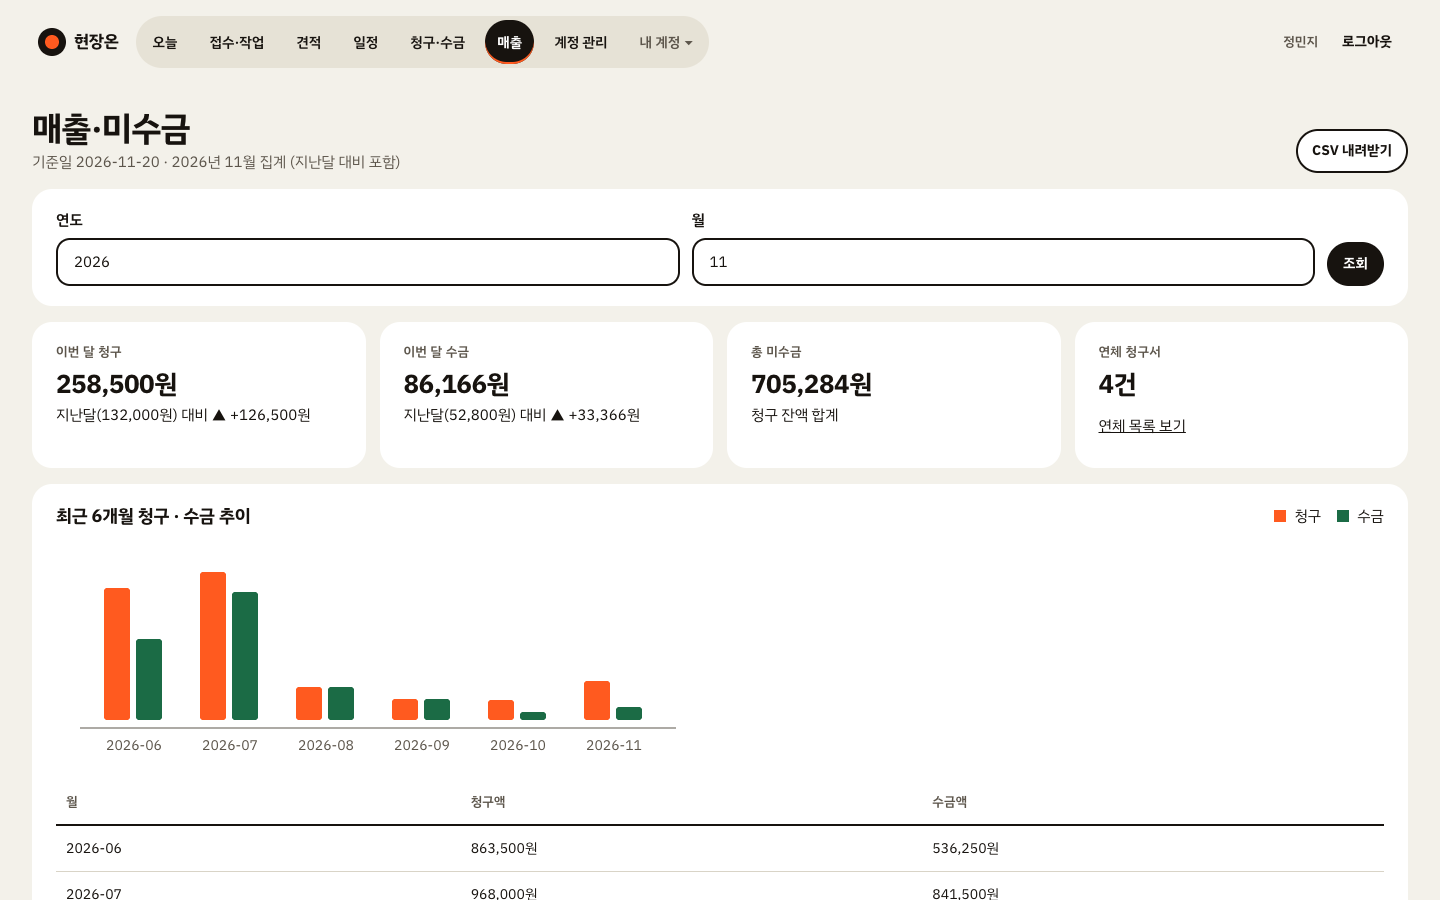 현장온 오늘 접수·작업 견적 일정 청구·수금 매출 계정 관리 내 계정 정민지 로그아웃
매출·미수금
기준일 2026-11-20 · 2026년 11월 집계 (지난달 대비 포함)
CSV 내려받기
연도 월
2026 11 조회
이번 달 청구 이번 달 수금 총 미수금 연체 청구서
258,500원 86,166원 705,284원 4건
지난달(132,000원) 대비 ▲ +126,500원 지난달(52,800원) 대비 ▲ +33,366원 청구 잔액 합계
연체 목록 보기
최근 6개월 청구 · 수금 추이 청구 수금
2026-06 2026-07 2026-08 2026-09 2026-10 2026-11
월 청구액 수금액
2026-06 863,500원 536,250원
2026-07 968,000원 841,500원